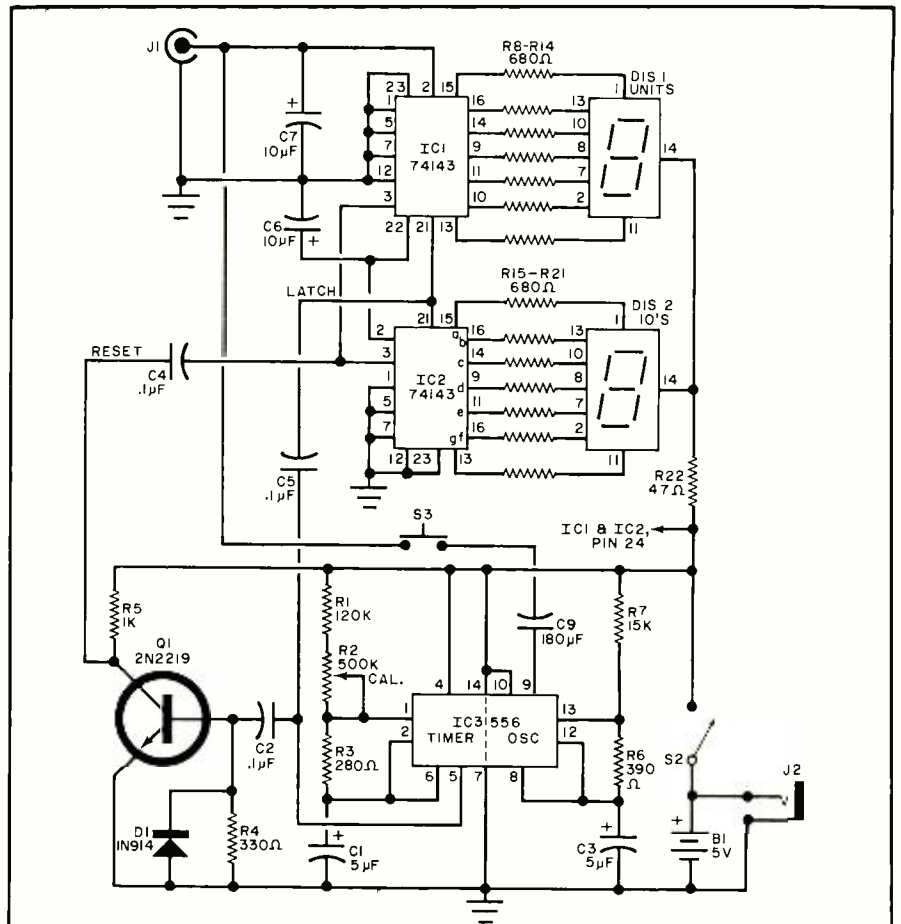 J1
R8-R14
680Ω
DIS 1
UNITS
C7
10µF
C6
10µF
IC1
74143
23 2 15
1
5
7
12
3
22 21 13
16
14
9
11
10
1
13
10
8
7
2
11
14
LATCH
R15-R21
680Ω
DIS 2
10'S
RESET
C4
.1µF
21 15
2
3
1
5
7
12 23 13
IC2
74143
a
b
c
d
e
gf
16
14
9
11
16
1
13
10
8
7
2
11
14
C5
.1µF
R22
47Ω
S3
IC1 & IC2,
PIN 24
R5
1K
R1
120K
R7
15K
C9
180µF
Q1
2N2219
R2
500K
CAL.
4 14 10 9
1
2
13
12
IC3 556
TIMER OSC
6 5 7 8
C2
.1µF
R3
280Ω
R6
390
Ω
S2
J2
D1
1N914
R4
330Ω
C1
5µF
C3
5µF
B1
5V